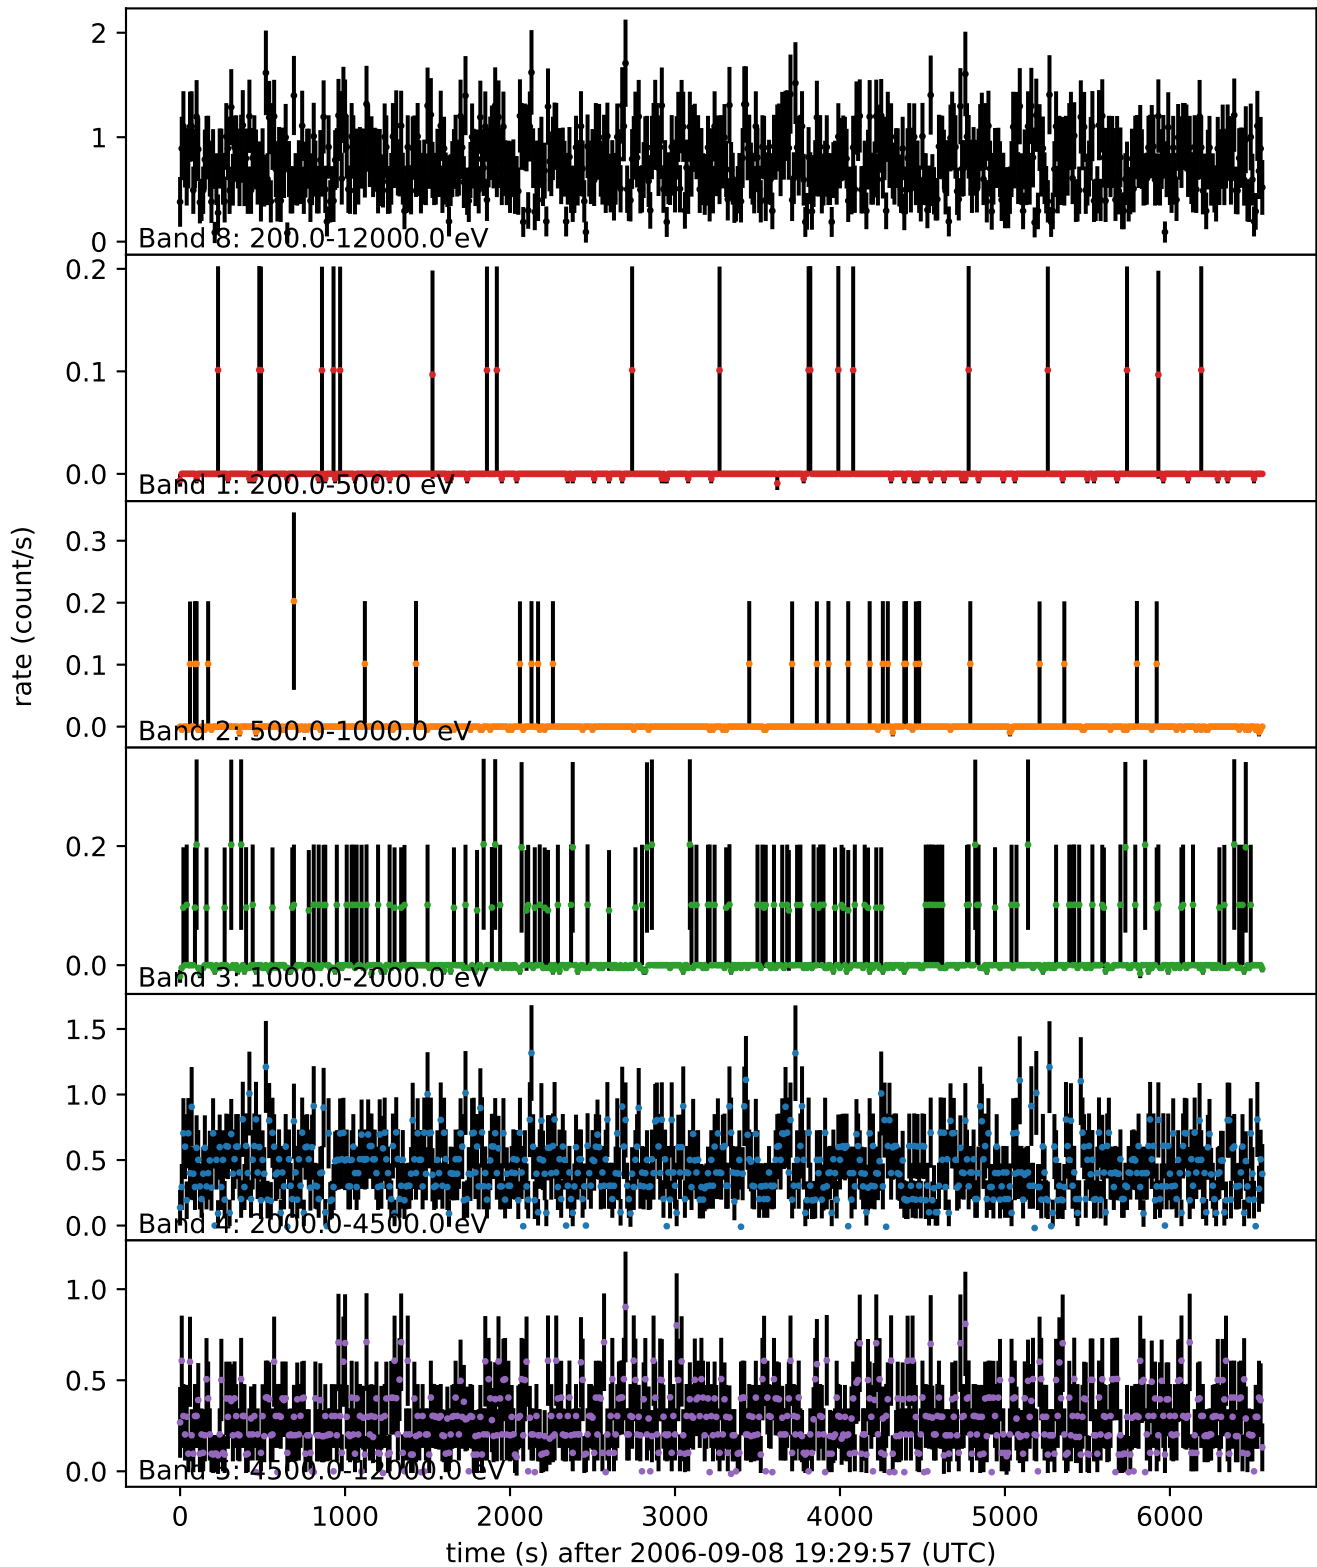 2
1
0
Band 8: 200.0-12000.0 eV
0.2
0.1
0.0
Band 1: 200.0-500.0 eV
0.3
0.2
0.1
0.0
Band 2: 500.0-1000.0 eV
rate (count/s)
0.2
0.0
Band 3: 1000.0-2000.0 eV
1.5
1.0
0.5
0.0
Band 4: 2000.0-4500.0 eV
1.0
0.5
0.0
Band 5: 4500.0-12000.0 eV
0 1000 2000 3000 4000 5000 6000
time (s) after 2006-09-08 19:29:57 (UTC)